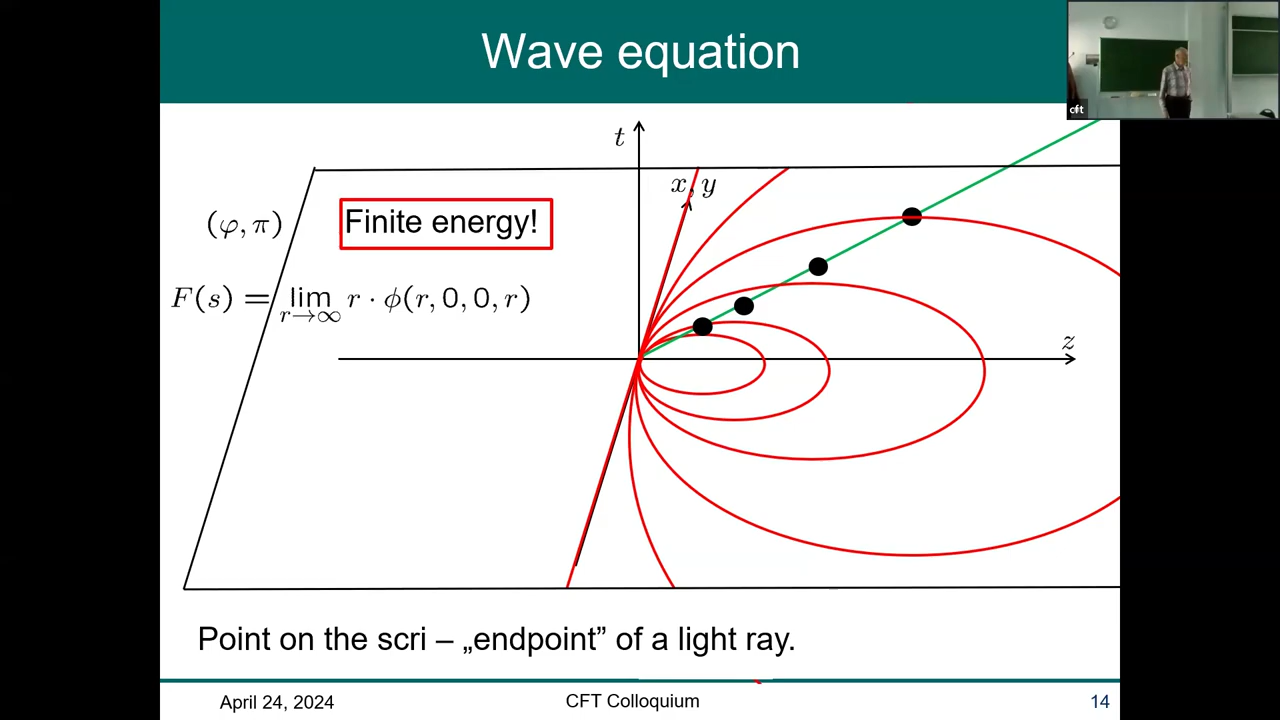 Wave equation
cft
t
x, y
(φ, π)
Finite energy!
F(s) = lim r→∞ r · ϕ(r, 0, 0, r)
z
Point on the scri – „endpoint” of a light ray.
April 24, 2024
CFT Colloquium
14